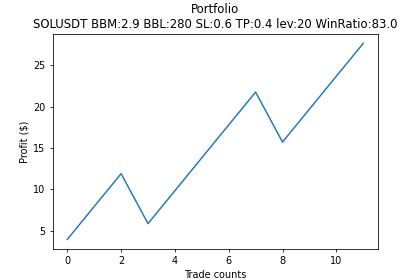 Portfolio
SOLUSDT BBM:2.9 BBL:280 SL:0.6 TP:0.4 lev:20 WinRatio:83.0
Profit ($)
25
20
15
10
5
0 2 4 6 8 10
Trade counts